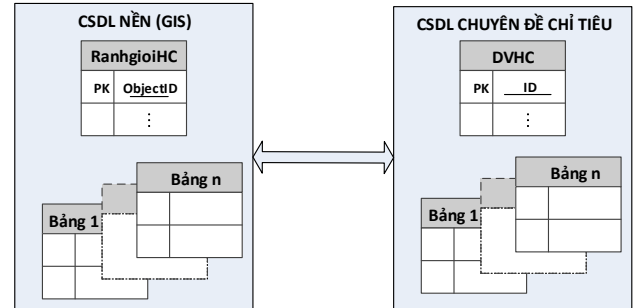 CSDL NỀN (GIS)
RanhgioiHC
PK ObjectID
⋮
Bảng n
Bảng 1
CSDL CHUYÊN ĐỀ CHỈ TIÊU
DVHC
PK ID
⋮
Bảng n
Bảng 1